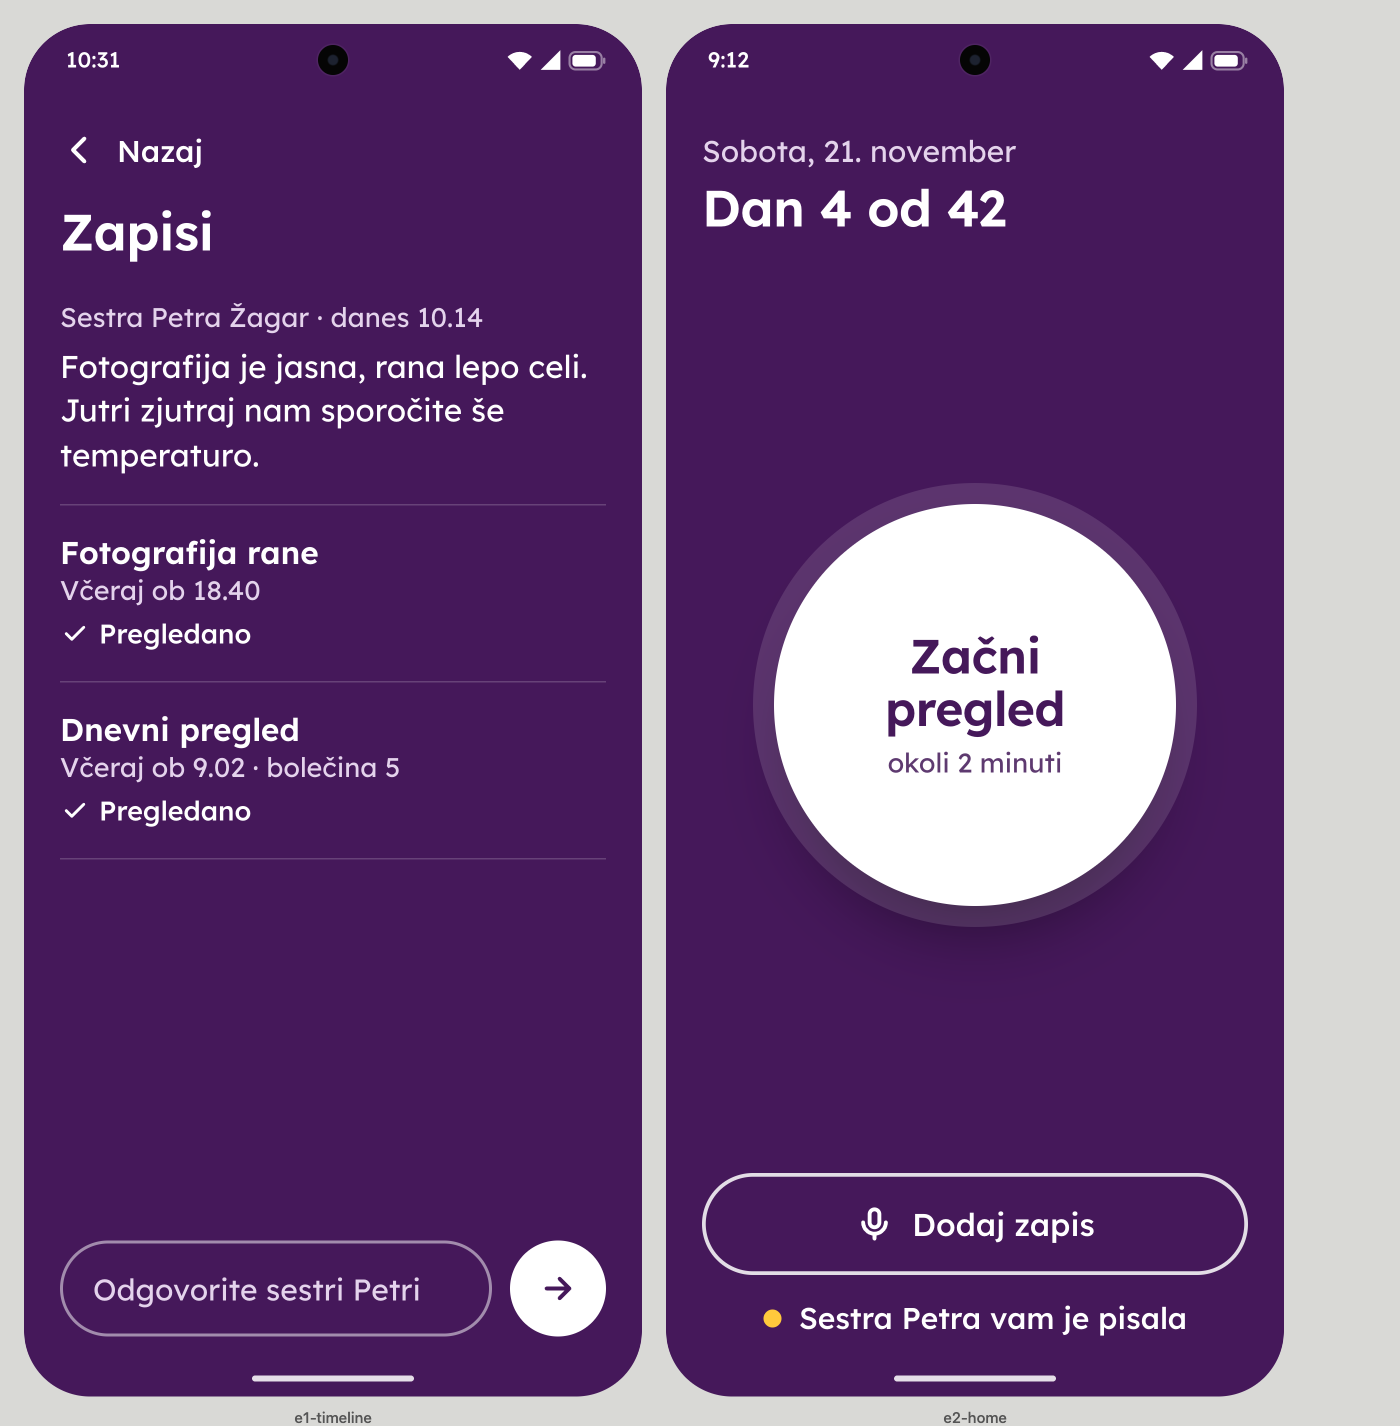 10:31
Nazaj
Zapisi
Sestra Petra Žagar · danes 10.14
Fotografija je jasna, rana lepo celi.
Jutri zjutraj nam sporočite še
temperaturo.
Fotografija rane
Včeraj ob 18.40
Pregledano
Dnevni pregled
Včeraj ob 9.02 · bolečina 5
Pregledano
Odgovorite sestri Petri
e1-timeline
9:12
Sobota, 21. november
Dan 4 od 42
Začni
pregled
okoli 2 minuti
Dodaj zapis
Sestra Petra vam je pisala
e2-home